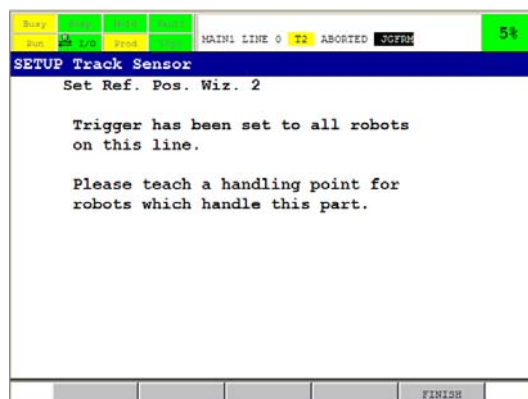 Busy
Run I/O Prod
MAIN1 LINE 0 T2 ABORTED JGFRM
5%
SETUP Track Sensor
Set Ref. Pos. Wiz. 2
Trigger has been set to all robots
on this line.
Please teach a handling point for
robots which handle this part.
FINISH